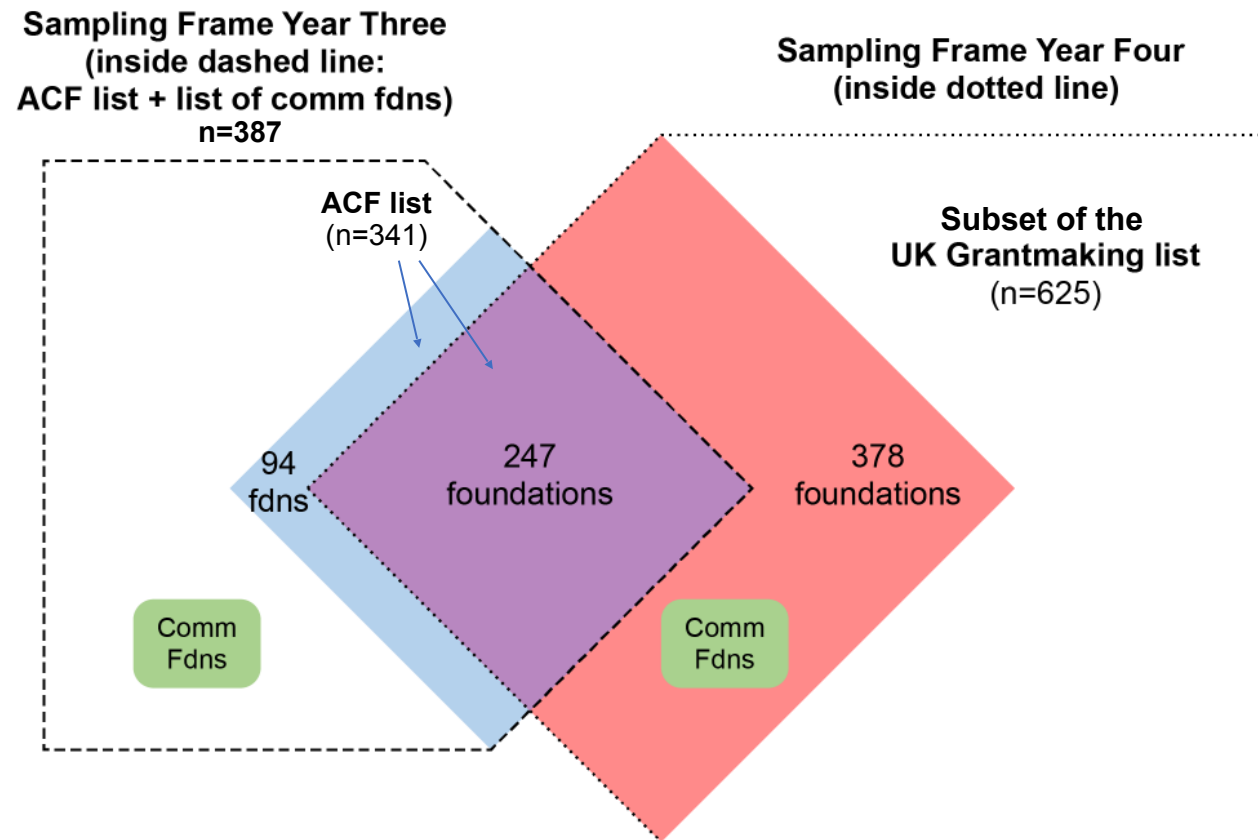 Sampling Frame Year Three
(inside dashed line:
ACF list + list of comm fdns)
n=387
Sampling Frame Year Four
(inside dotted line)
ACF list
(n=341)
Subset of the
UK Grantmaking list
(n=625)
94
fdns
247
foundations
378
foundations
Comm
Fdns
Comm
Fdns